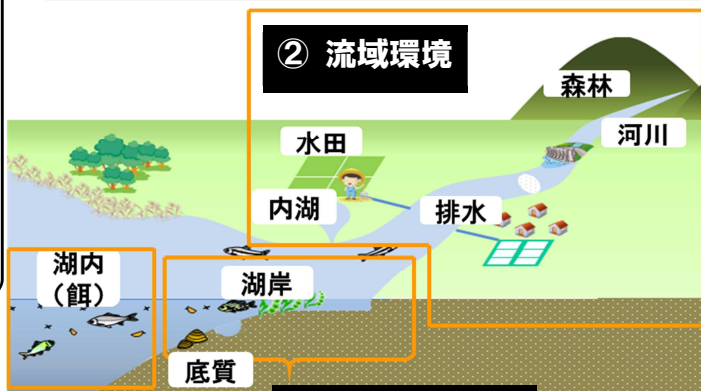 ② 流域環境
森林
河川
水田
内湖
排水
湖内
（餌）
湖岸
底質